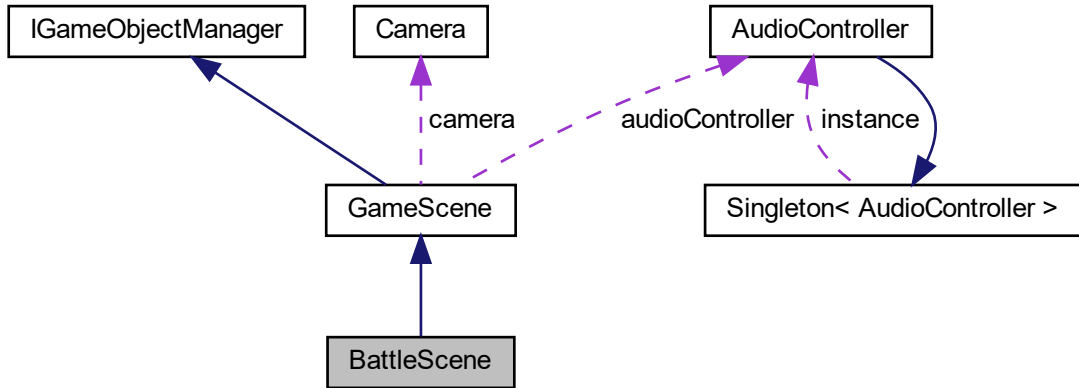 IGameObjectManager
Camera
AudioController
camera
audioController
instance
GameScene
Singleton< AudioController >
BattleScene